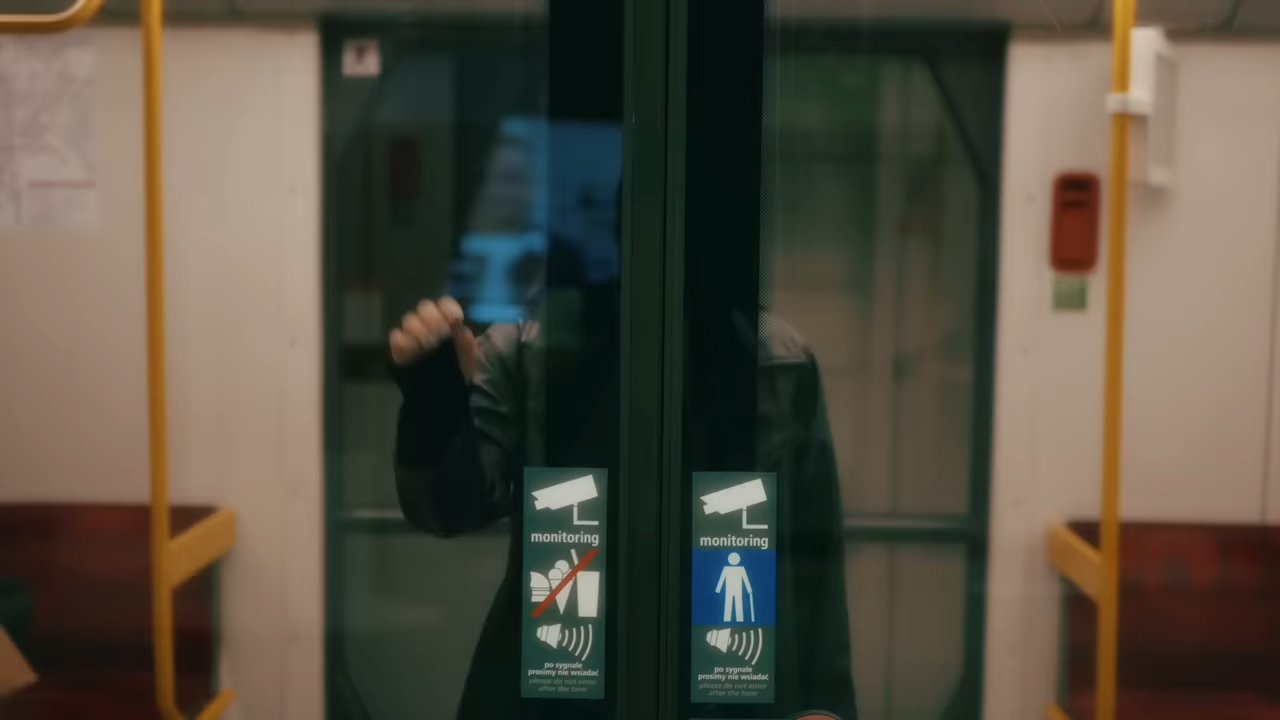 monitoring
po sygnale
prosimy nie wsiadać
please do not enter
after the tone
monitoring
po sygnale
prosimy nie wsiadać
please do not enter
after the tone